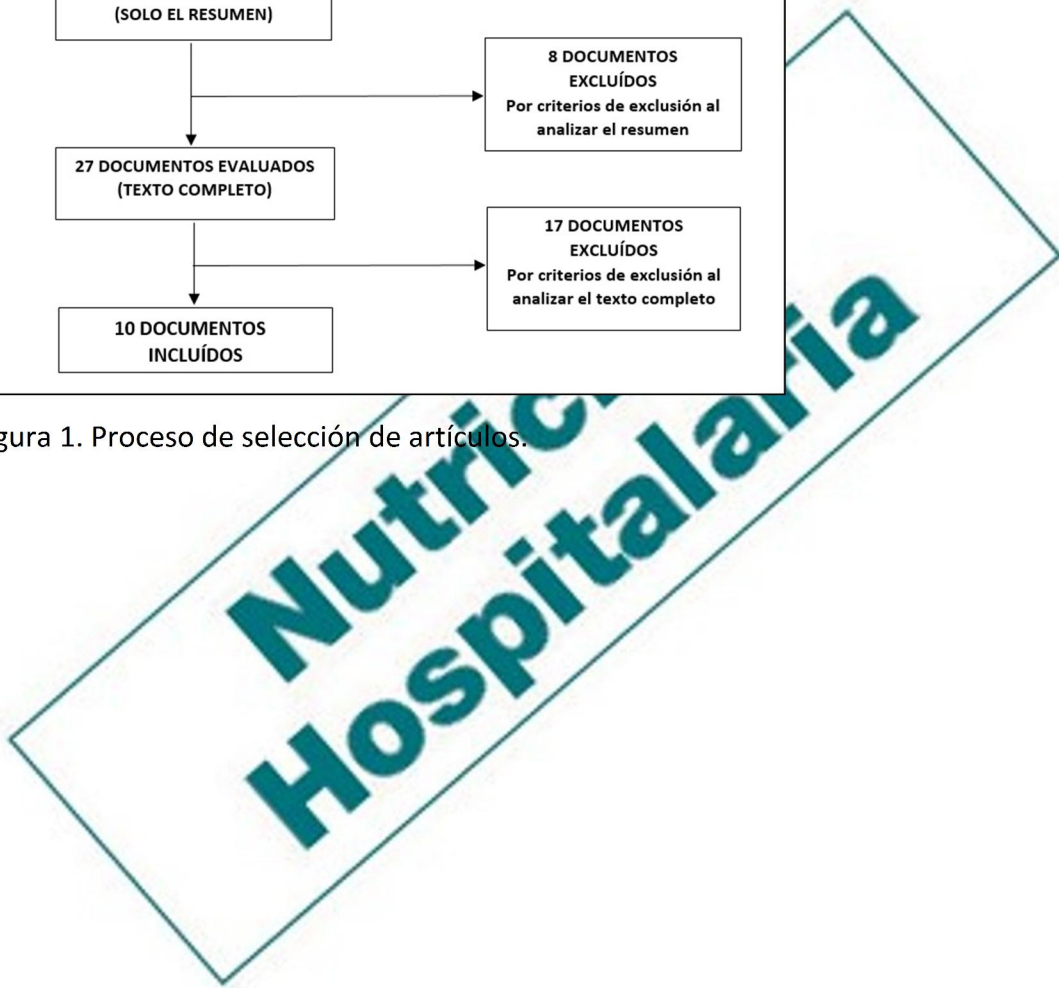 (SOLO EL RESUMEN)
8 DOCUMENTOS
EXCLUÍDOS
Por criterios de exclusión al
analizar el resumen
27 DOCUMENTOS EVALUADOS
(TEXTO COMPLETO)
17 DOCUMENTOS
EXCLUÍDOS
Por criterios de exclusión al
analizar el texto completo
10 DOCUMENTOS
INCLUÍDOS
gura 1. Proceso de selección de artículos.
Hospitalaria